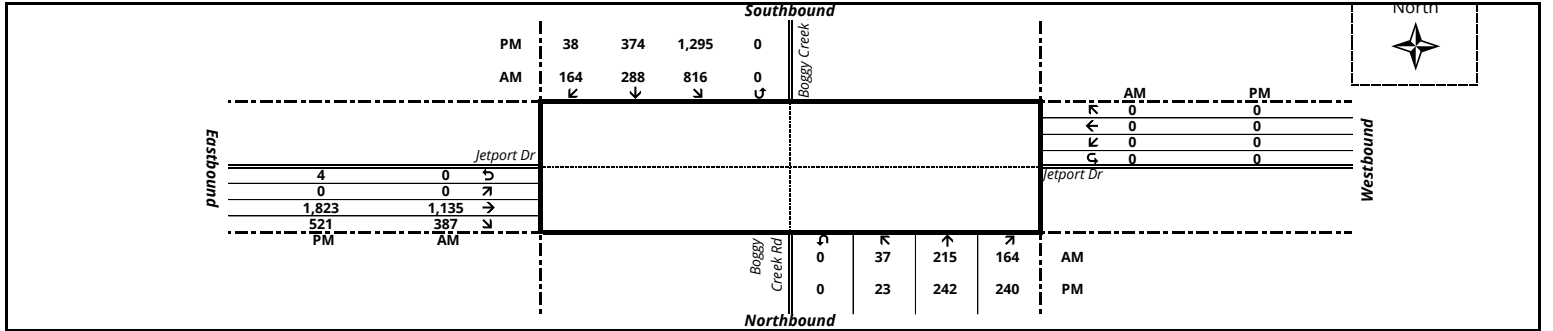 Southbound
North
PM 38 374 1,295 0
Boggy Creek
AM 164 288 816 0
AM PM
0 0
0 0
0 0
0 0
Eastbound
Westbound
Jetport Dr
Jetport Dr
4 0
0 0
1,823 1,135
521 387
PM AM
Boggy
Creek Rd
0 37 215 164 AM
0 23 242 240 PM
Northbound